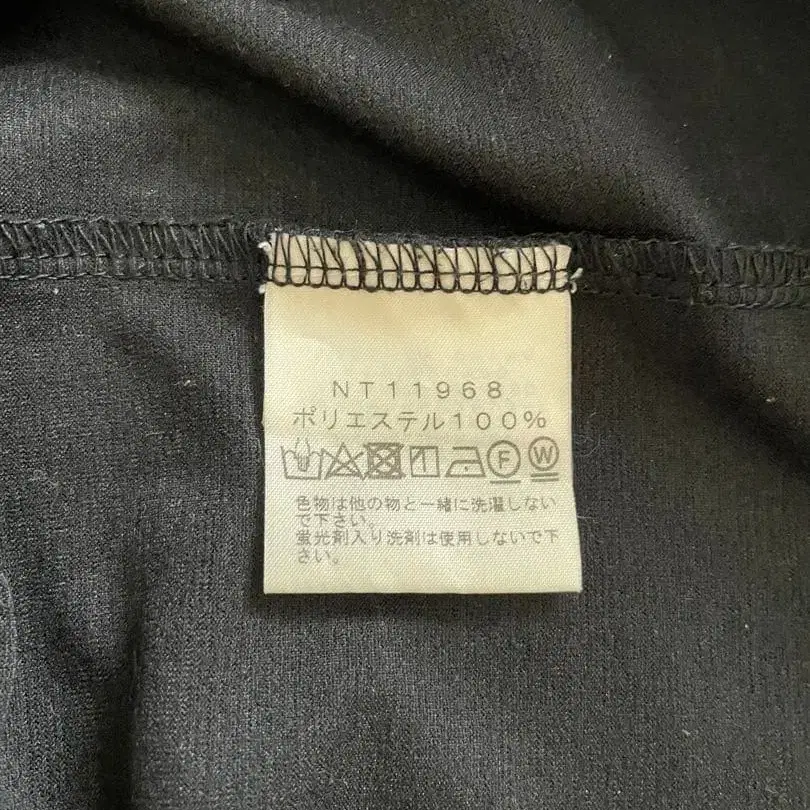 NT11968
ポリエステル100%
F W
色物は他の物と一緒に洗濯しない
で下さい。
蛍光剤入り洗剤は使用しないで下
さい。